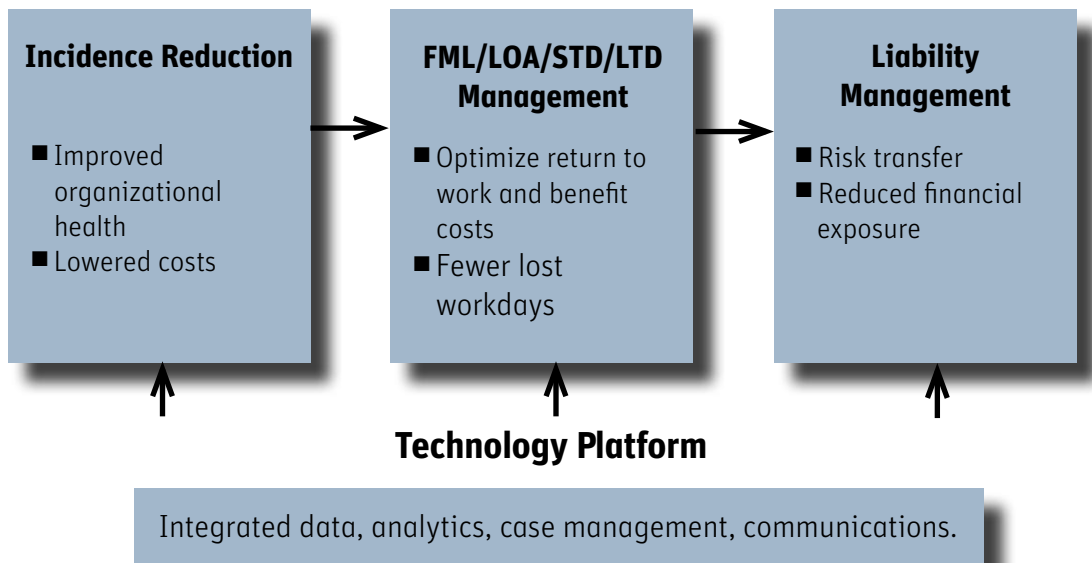 Incidence Reduction
■ Improved
organizational
health
■ Lowered costs
FML/LOA/STD/LTD
Management
■ Optimize return to
work and benefit
costs
■ Fewer lost
workdays
Liability
Management
■ Risk transfer
■ Reduced financial
exposure
Technology Platform
Integrated data, analytics, case management, communications.